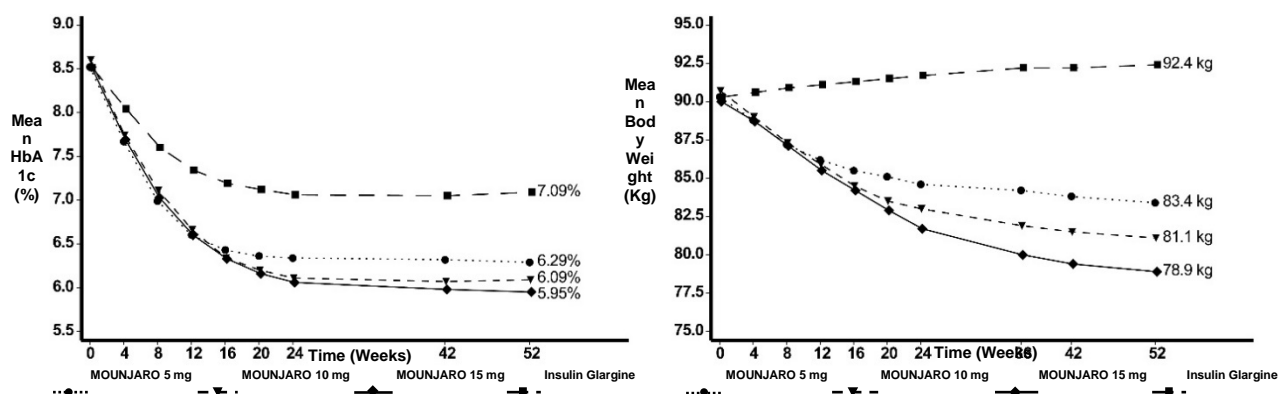 9.0
8.5
8.0
7.5
7.0
6.5
6.0
5.5
Mea
n
HbA
1c
(%)
7.09%
6.29%
6.09%
5.95%
0 4 8 12 16 20 24 Time (Weeks) 42 52
MOUNJARO 5 mg MOUNJARO 10 mg MOUNJARO 15 mg Insulin Glargine
95.0
92.5
90.0
87.5
85.0
82.5
80.0
77.5
75.0
Mea
n
Bod
y
Wei
ght
(Kg)
92.4 kg
83.4 kg
81.1 kg
78.9 kg
0 4 8 12 16 20 24 Time (Weeks) 42 52
MOUNJARO 5 mg MOUNJARO 10 mg MOUNJARO 15 mg Insulin Glargine